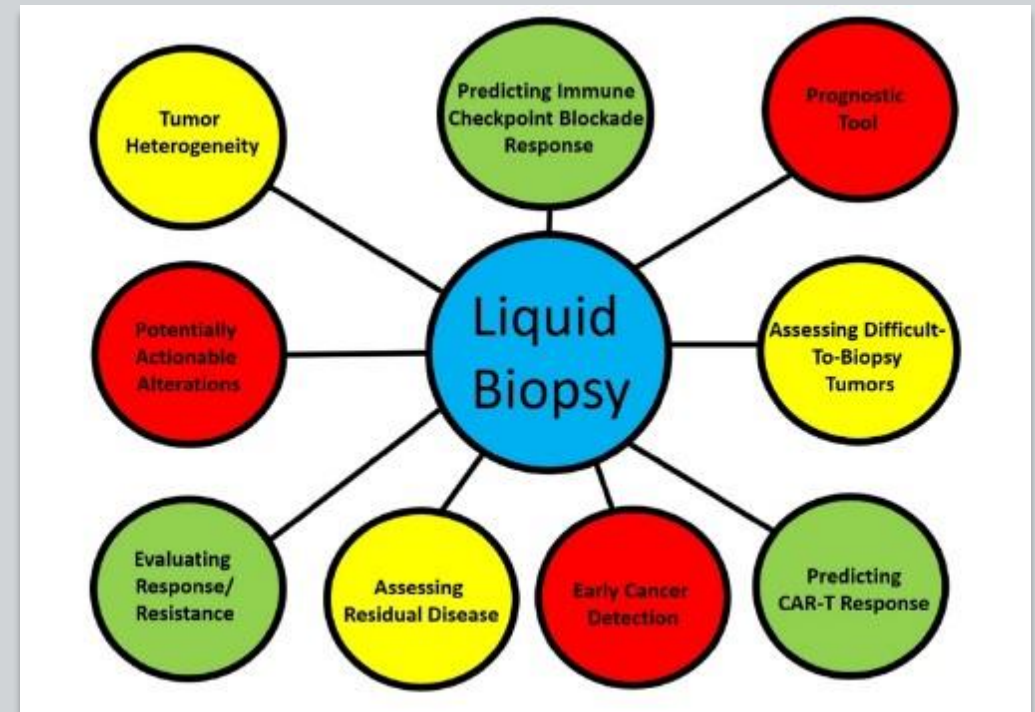 Tumor
Heterogeneity
Predicting Immune
Checkpoint Blockade
Response
Prognostic
Tool
Potentially
Actionable
Alterations
Liquid
Biopsy
Assessing Difficult-
To-Biopsy
Tumors
Evaluating
Response/
Resistance
Assessing
Residual Disease
Early Cancer
Detection
Predicting
CAR-T Response